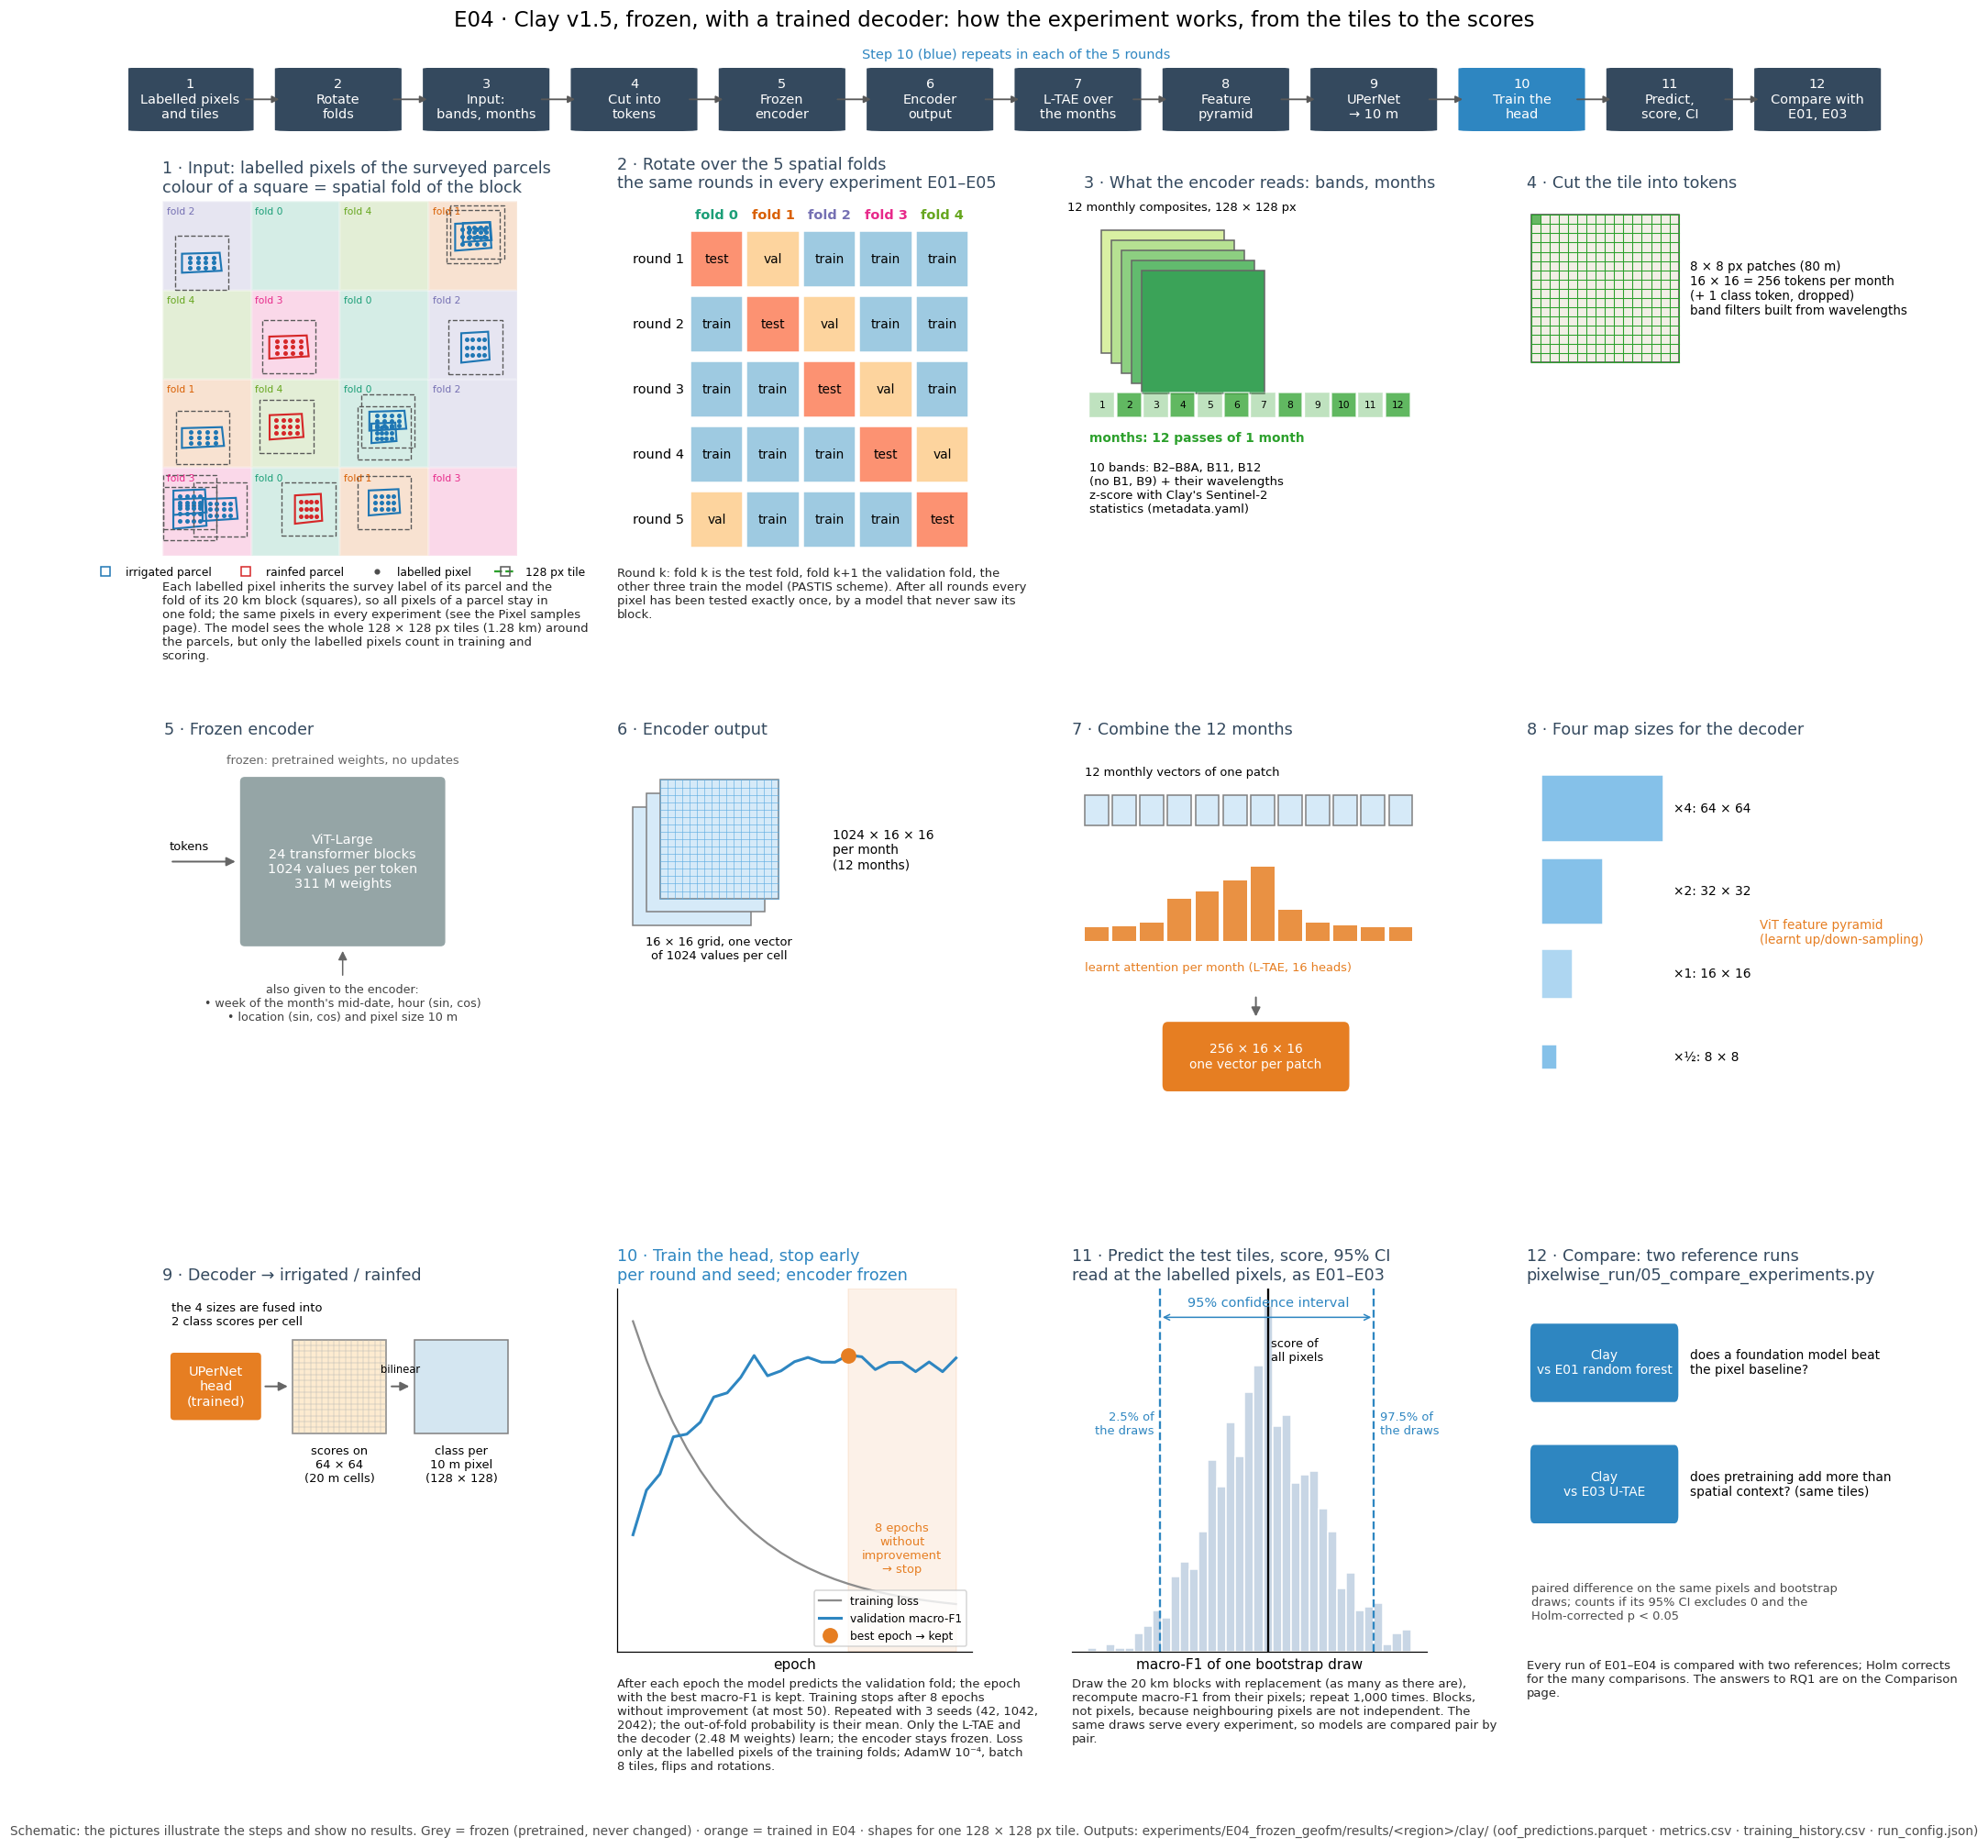 E04 · Clay v1.5, frozen, with a trained decoder: how the experiment works, from the tiles to the scores
Step 10 (blue) repeats in each of the 5 rounds
1
Labelled pixels
and tiles
2
Rotate
folds
3
Input:
bands, months
4
Cut into
tokens
5
Frozen
encoder
6
Encoder
output
7
L-TAE over
the months
8
Feature
pyramid
9
UPerNet
→ 10 m
10
Train the
head
11
Predict,
score, CI
12
Compare with
E01, E03
1 · Input: labelled pixels of the surveyed parcels
colour of a square = spatial fold of the block
fold 2
fold 0
fold 4
fold 1
fold 4
fold 3
fold 0
fold 2
fold 1
fold 4
fold 0
fold 2
fold 3
fold 0
fold 1
fold 3
irrigated parcel
rainfed parcel
labelled pixel
128 px tile
Each labelled pixel inherits the survey label of its parcel and the
fold of its 20 km block (squares), so all pixels of a parcel stay in
one fold; the same pixels in every experiment (see the Pixel samples
page). The model sees the whole 128 × 128 px tiles (1.28 km) around
the parcels, but only the labelled pixels count in training and
scoring.
2 · Rotate over the 5 spatial folds
the same rounds in every experiment E01–E05
fold 0 fold 1 fold 2 fold 3 fold 4
round 1 test val train train train
round 2 train test val train train
round 3 train train test val train
round 4 train train train test val
round 5 val train train train test
Round k: fold k is the test fold, fold k+1 the validation fold, the
other three train the model (PASTIS scheme). After all rounds every
pixel has been tested exactly once, by a model that never saw its
block.
3 · What the encoder reads: bands, months
12 monthly composites, 128 × 128 px
1 2 3 4 5 6 7 8 9 10 11 12
months: 12 passes of 1 month
10 bands: B2–B8A, B11, B12
(no B1, B9) + their wavelengths
z-score with Clay's Sentinel-2
statistics (metadata.yaml)
4 · Cut the tile into tokens
8 × 8 px patches (80 m)
16 × 16 = 256 tokens per month
(+ 1 class token, dropped)
band filters built from wavelengths
5 · Frozen encoder
frozen: pretrained weights, no updates
tokens
ViT-Large
24 transformer blocks
1024 values per token
311 M weights
also given to the encoder:
• week of the month's mid-date, hour (sin, cos)
• location (sin, cos) and pixel size 10 m
6 · Encoder output
1024 × 16 × 16
per month
(12 months)
16 × 16 grid, one vector
of 1024 values per cell
7 · Combine the 12 months
12 monthly vectors of one patch
learnt attention per month (L-TAE, 16 heads)
256 × 16 × 16
one vector per patch
8 · Four map sizes for the decoder
×4: 64 × 64
×2: 32 × 32
ViT feature pyramid
(learnt up/down-sampling)
×1: 16 × 16
×½: 8 × 8
9 · Decoder → irrigated / rainfed
the 4 sizes are fused into
2 class scores per cell
UPerNet
head
(trained)
bilinear
scores on
64 × 64
(20 m cells)
class per
10 m pixel
(128 × 128)
10 · Train the head, stop early
per round and seed; encoder frozen
8 epochs
without
improvement
→ stop
training loss
validation macro-F1
best epoch → kept
epoch
After each epoch the model predicts the validation fold; the epoch
with the best macro-F1 is kept. Training stops after 8 epochs
without improvement (at most 50). Repeated with 3 seeds (42, 1042,
2042); the out-of-fold probability is their mean. Only the L-TAE and
the decoder (2.48 M weights) learn; the encoder stays frozen. Loss
only at the labelled pixels of the training folds; AdamW 10⁻⁴, batch
8 tiles, flips and rotations.
11 · Predict the test tiles, score, 95% CI
read at the labelled pixels, as E01–E03
95% confidence interval
score of
all pixels
2.5% of
the draws
97.5% of
the draws
macro-F1 of one bootstrap draw
Draw the 20 km blocks with replacement (as many as there are),
recompute macro-F1 from their pixels; repeat 1,000 times. Blocks,
not pixels, because neighbouring pixels are not independent. The
same draws serve every experiment, so models are compared pair by
pair.
12 · Compare: two reference runs
pixelwise_run/05_compare_experiments.py
Clay
vs E01 random forest
does a foundation model beat
the pixel baseline?
Clay
vs E03 U-TAE
does pretraining add more than
spatial context? (same tiles)
paired difference on the same pixels and bootstrap
draws; counts if its 95% CI excludes 0 and the
Holm-corrected p < 0.05
Every run of E01–E04 is compared with two references; Holm corrects
for the many comparisons. The answers to RQ1 are on the Comparison
page.
Schematic: the pictures illustrate the steps and show no results. Grey = frozen (pretrained, never changed) · orange = trained in E04 · shapes for one 128 × 128 px tile. Outputs: experiments/E04_frozen_geofm/results/<region>/clay/ (oof_predictions.parquet · metrics.csv · training_history.csv · run_config.json)